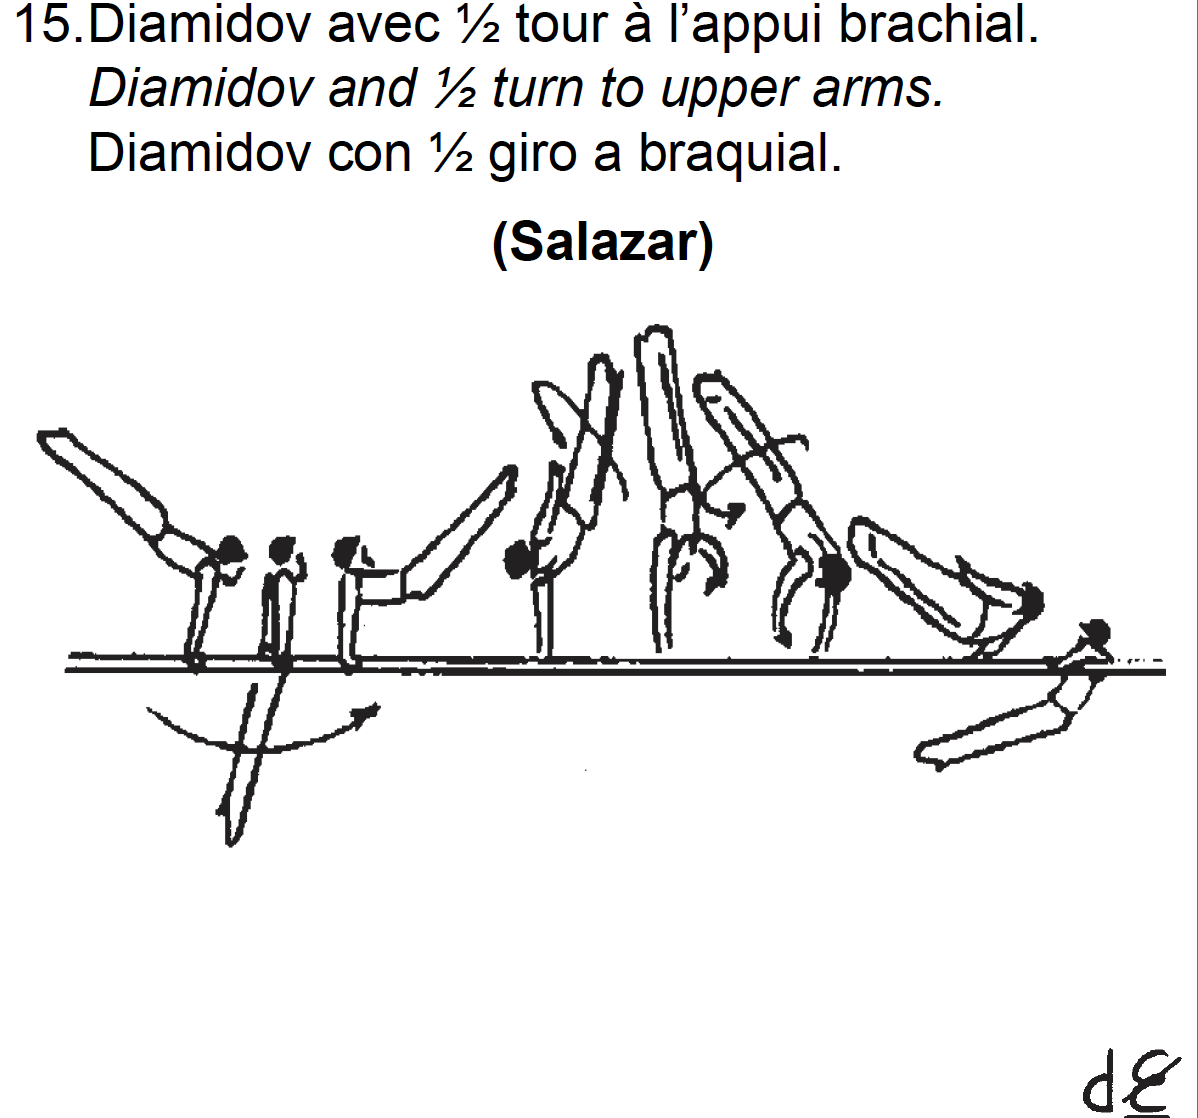 15.Diamidov avec ½ tour à l’appui brachial.
Diamidov and ½ turn to upper arms.
Diamidov con ½ giro a braquial.
(Salazar)